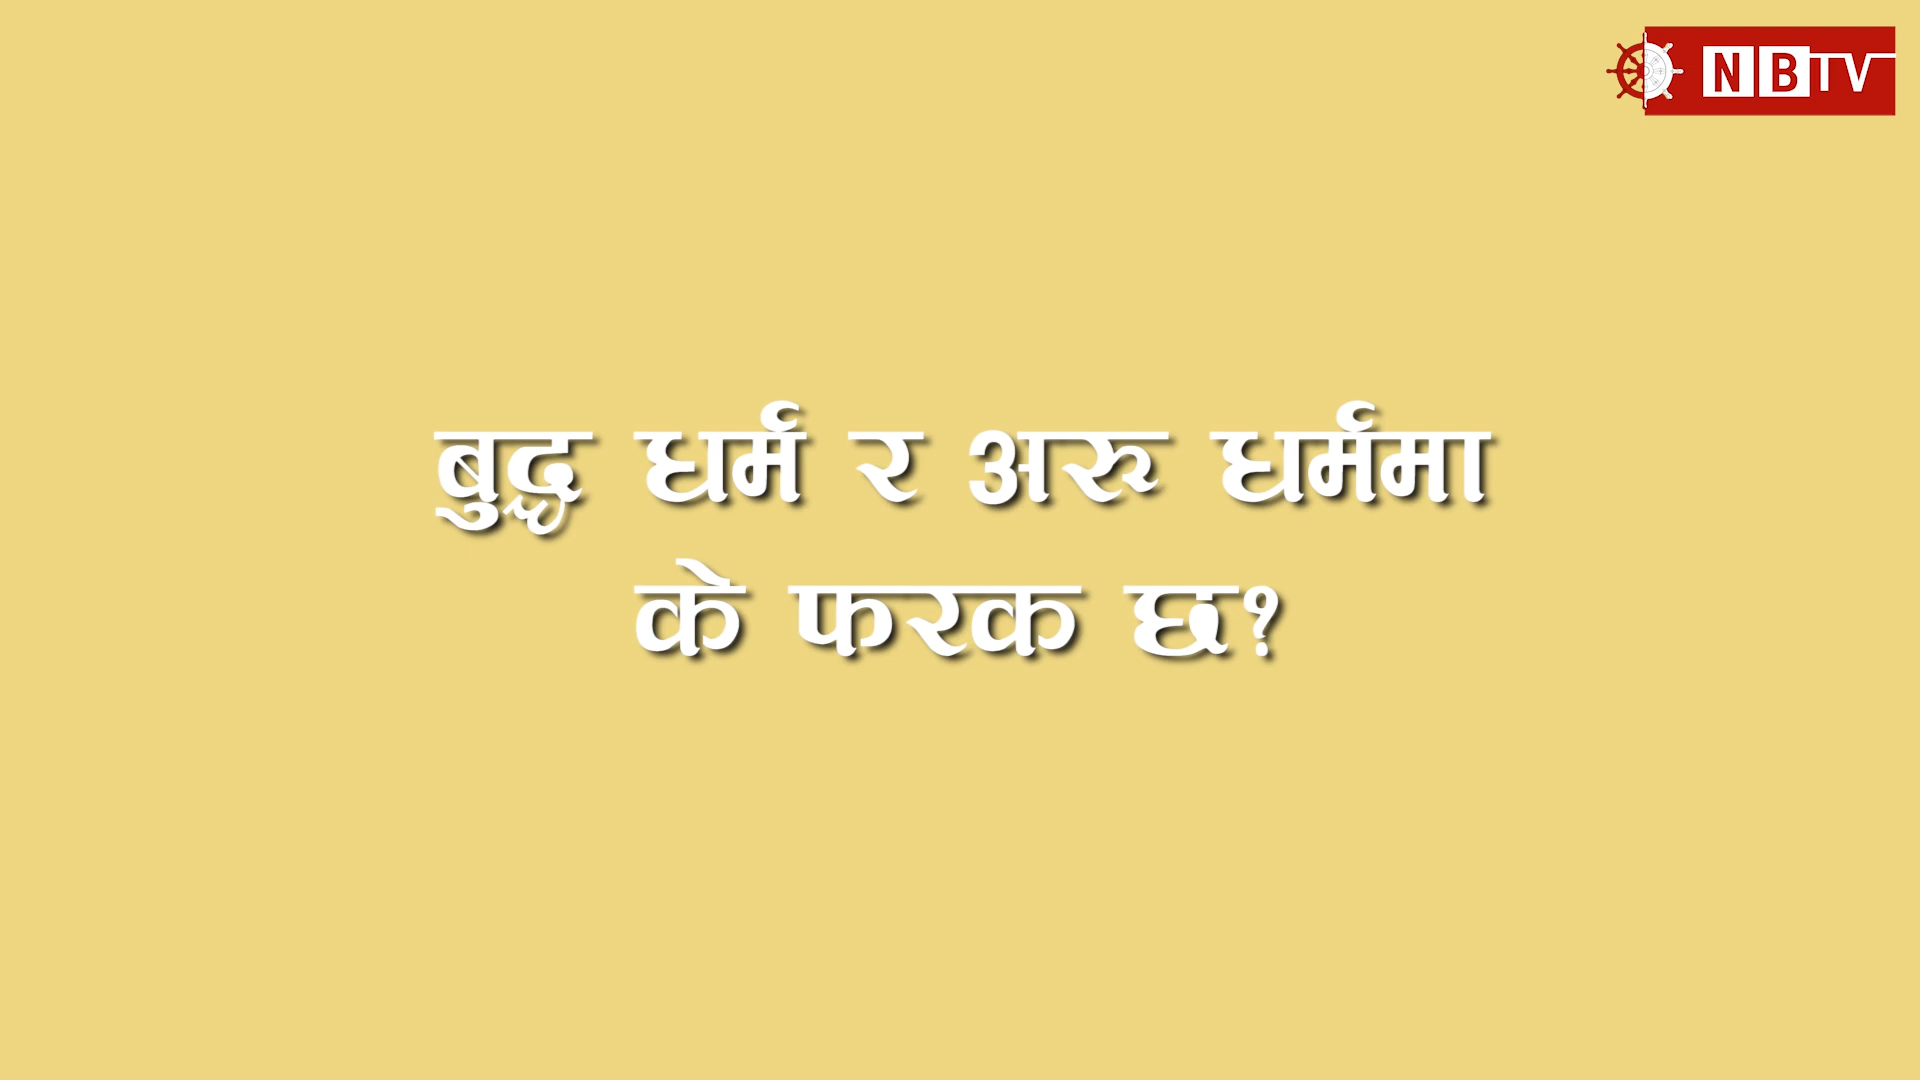 NBTV
बुद्ध धर्म र अरु धर्ममा
के फरक छ?